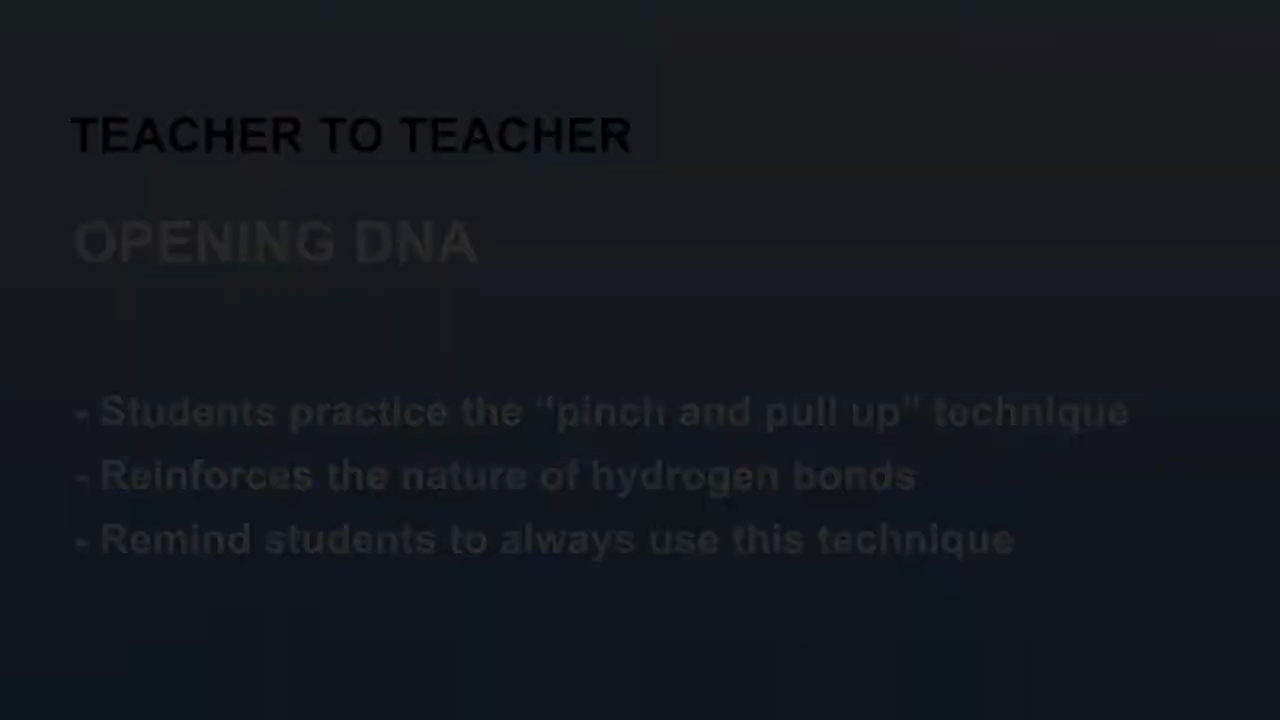 TEACHER TO TEACHER
OPENING DNA
- Students practice the “pinch and pull up” technique
- Reinforces the nature of hydrogen bonds
- Remind students to always use this technique